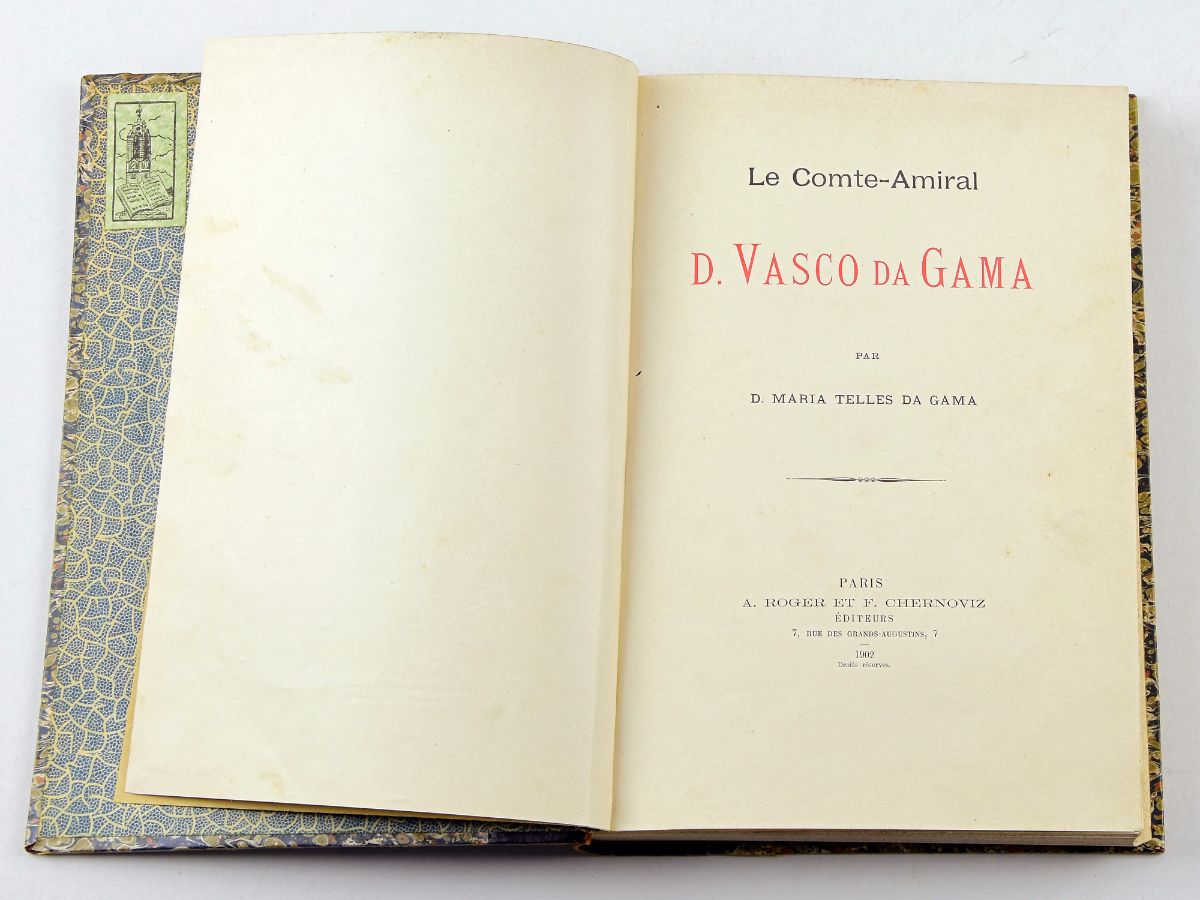 Le Comte-Amiral
D. VASCO DA GAMA
PAR
D. MARIA TELLES DA GAMA
PARIS
A. ROGER ET F. CHERNOVIZ
ÉDITEURS
7, RUE DES GRANDS-AUGUSTINS, 7
1902
Droits réservés.